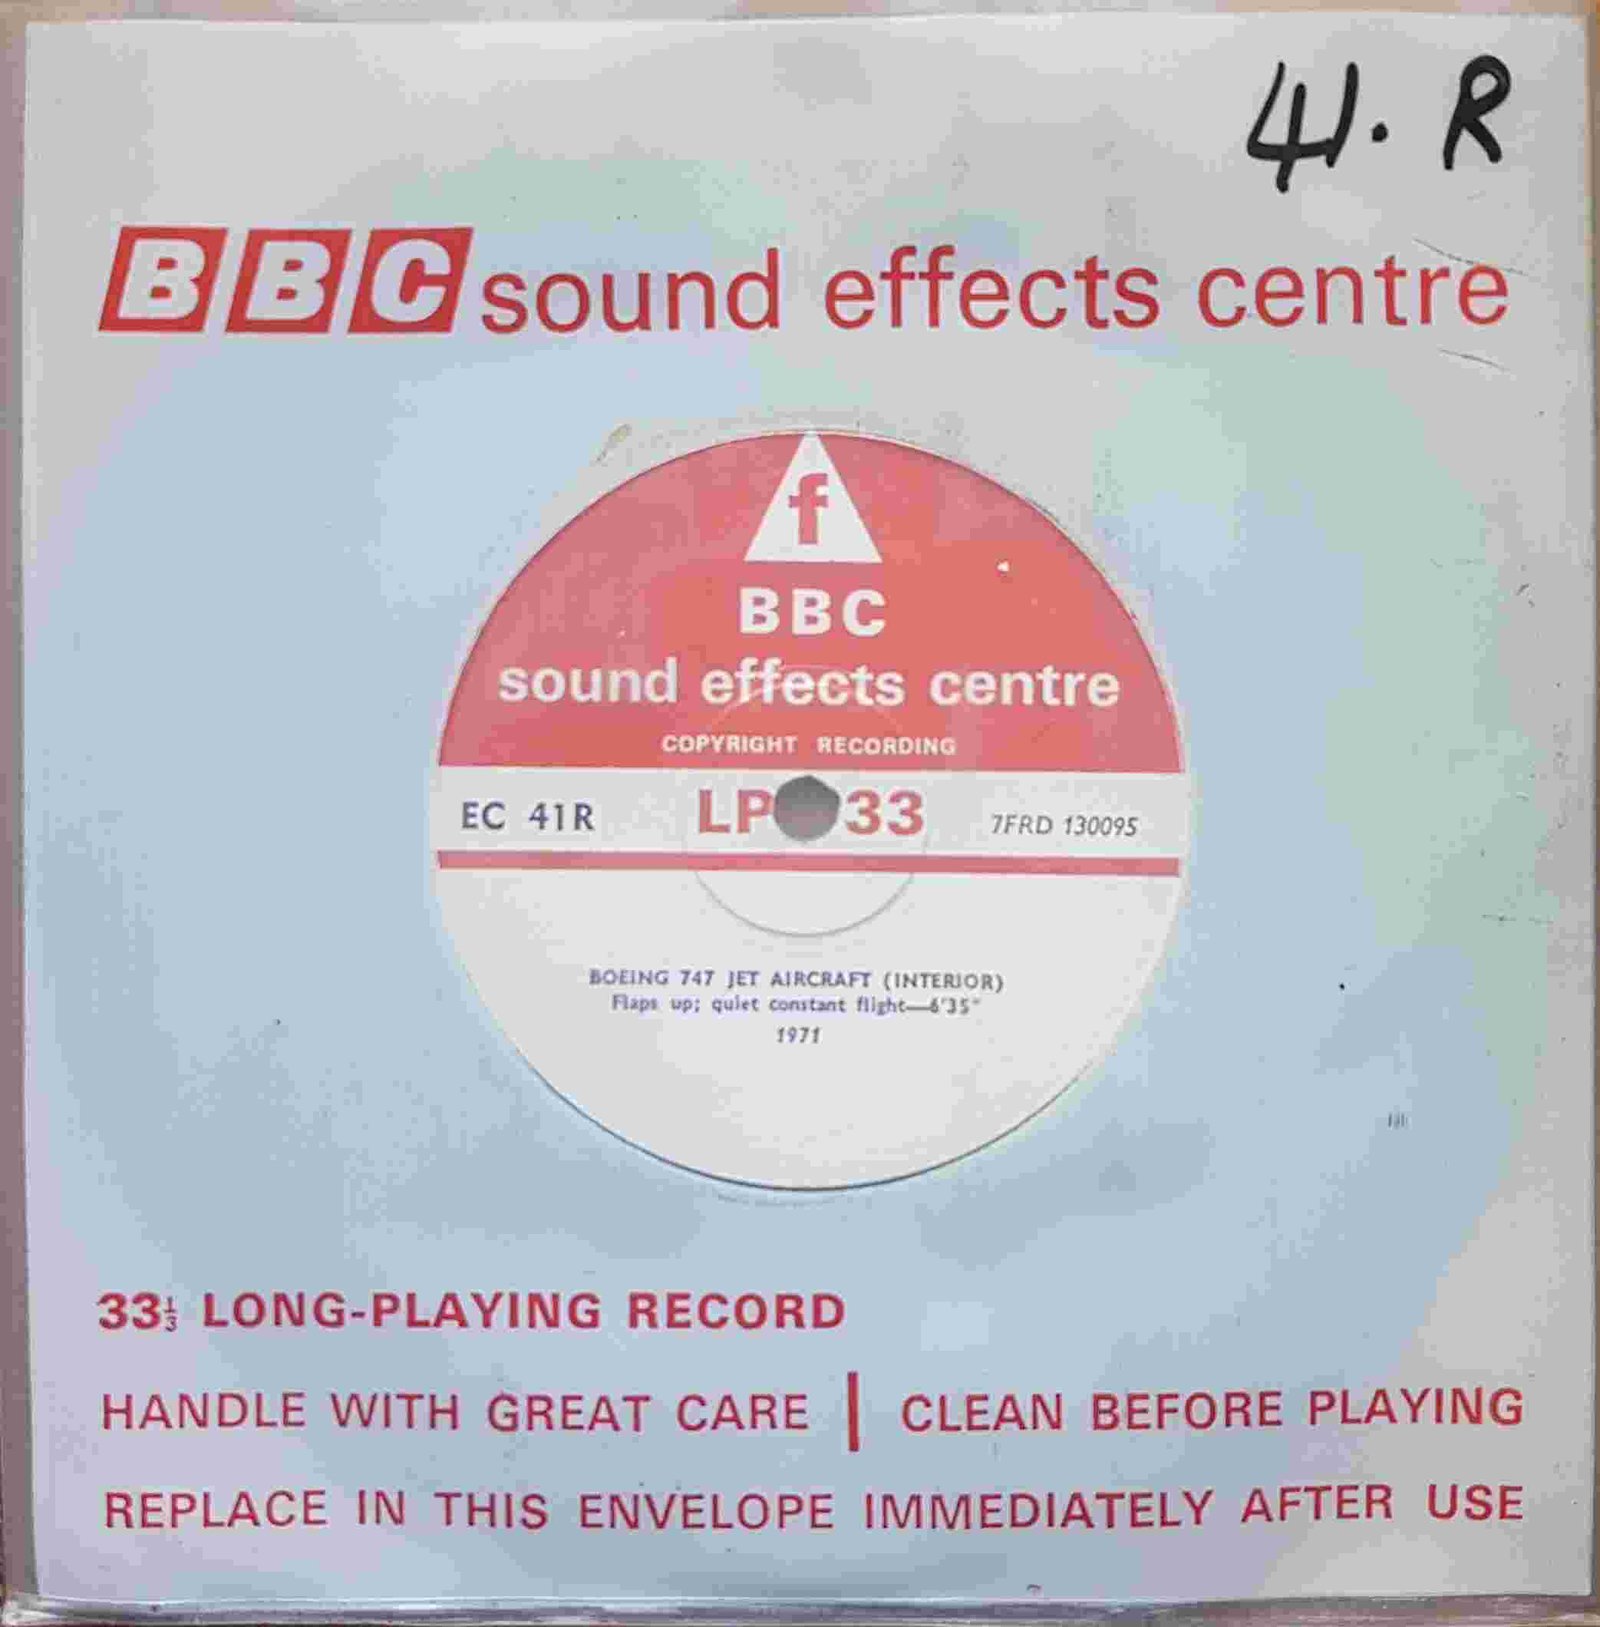 41. R
BBC sound effects centre
f
BBC
sound effects centre
COPYRIGHT RECORDING
EC 41R LP 33 7FRD 130095
BOEING 747 JET AIRCRAFT (INTERIOR)
Flaps up; quiet constant flight—6'35"
1971
33⅓ LONG-PLAYING RECORD
HANDLE WITH GREAT CARE | CLEAN BEFORE PLAYING
REPLACE IN THIS ENVELOPE IMMEDIATELY AFTER USE